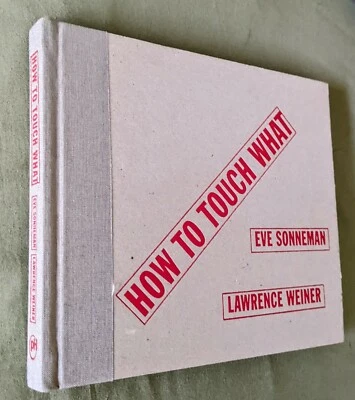 HOW TO TOUCH WHAT
EVE SONNEMAN
LAWRENCE WEINER
HOW TO TOUCH WHAT
EVE SONNEMAN
LAWRENCE WEINER